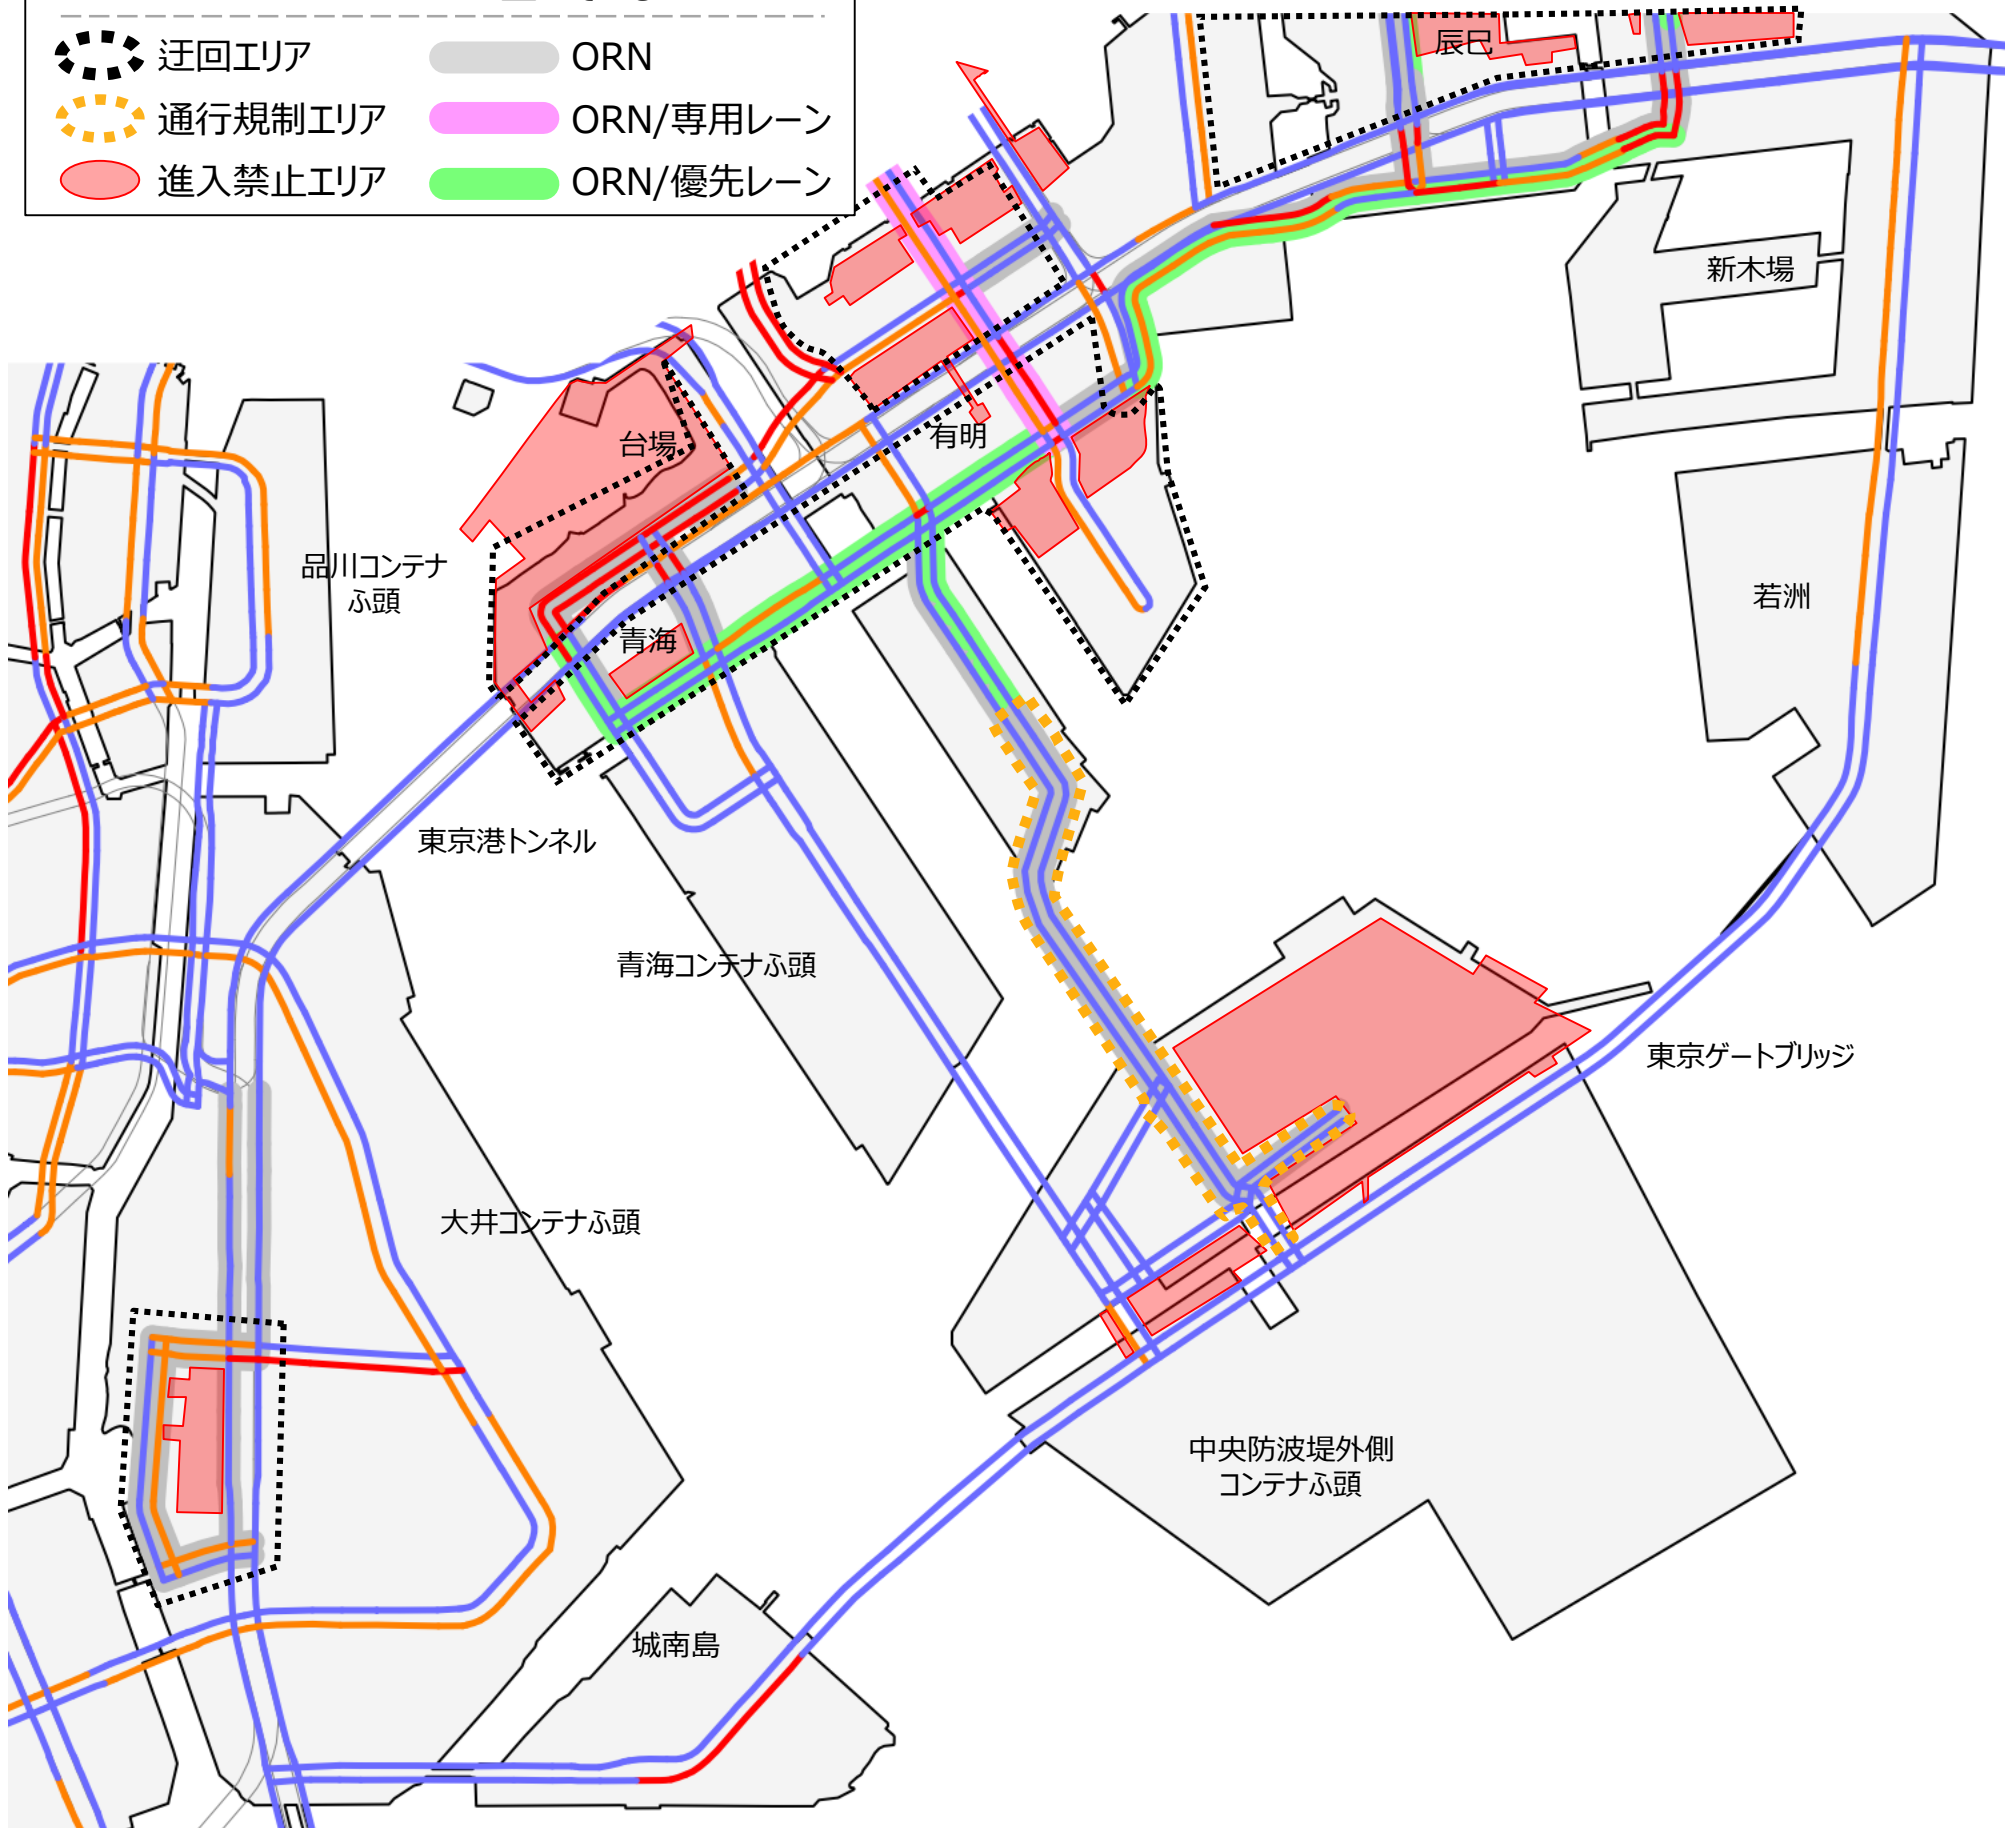 迂回エリア
ORN
通行規制エリア
ORN/専用レーン
進入禁止エリア
ORN/優先レーン
辰巳
新木場
有明
台場
品川コンテナ
ふ頭
若洲
青海
東京港トンネル
青海コンテナふ頭
東京ゲートブリッジ
大井コンテナふ頭
中央防波堤外側
コンテナふ頭
城南島